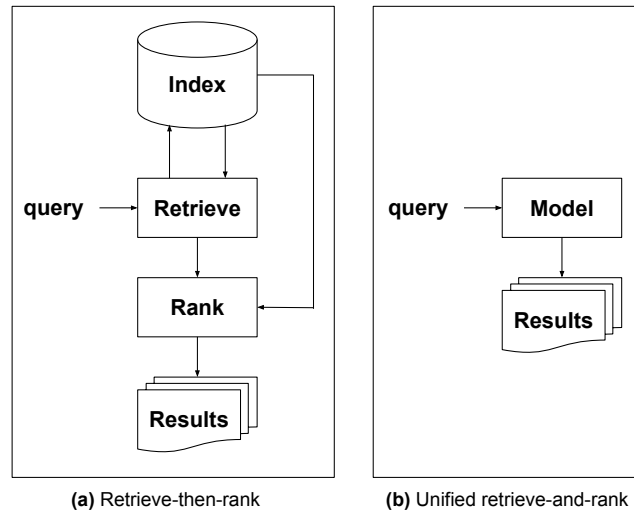 Index
query
Retrieve
Rank
Results
(a) Retrieve-then-rank
query
Model
Results
(b) Unified retrieve-and-rank